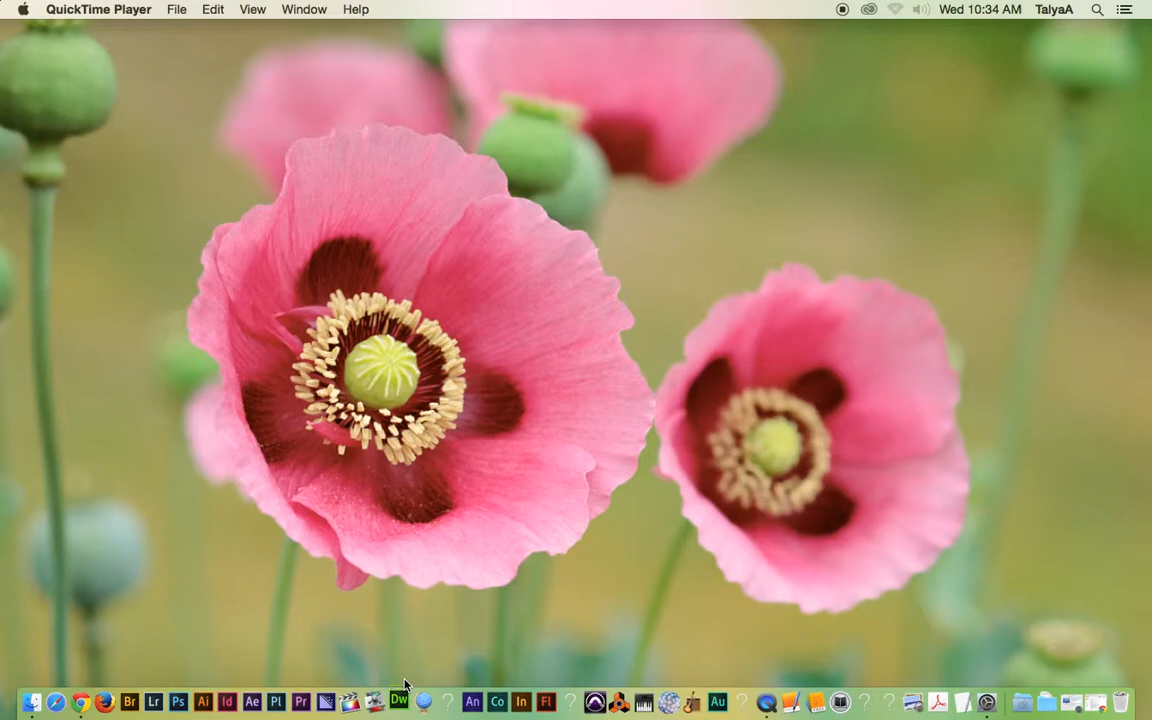 QuickTime Player File Edit View Window Help Wed 10:34 AM TalyaA
Br Lr Ps Ai Id Ae Pl Pr Dw ? An Co In Fl ? Au ? ? ?